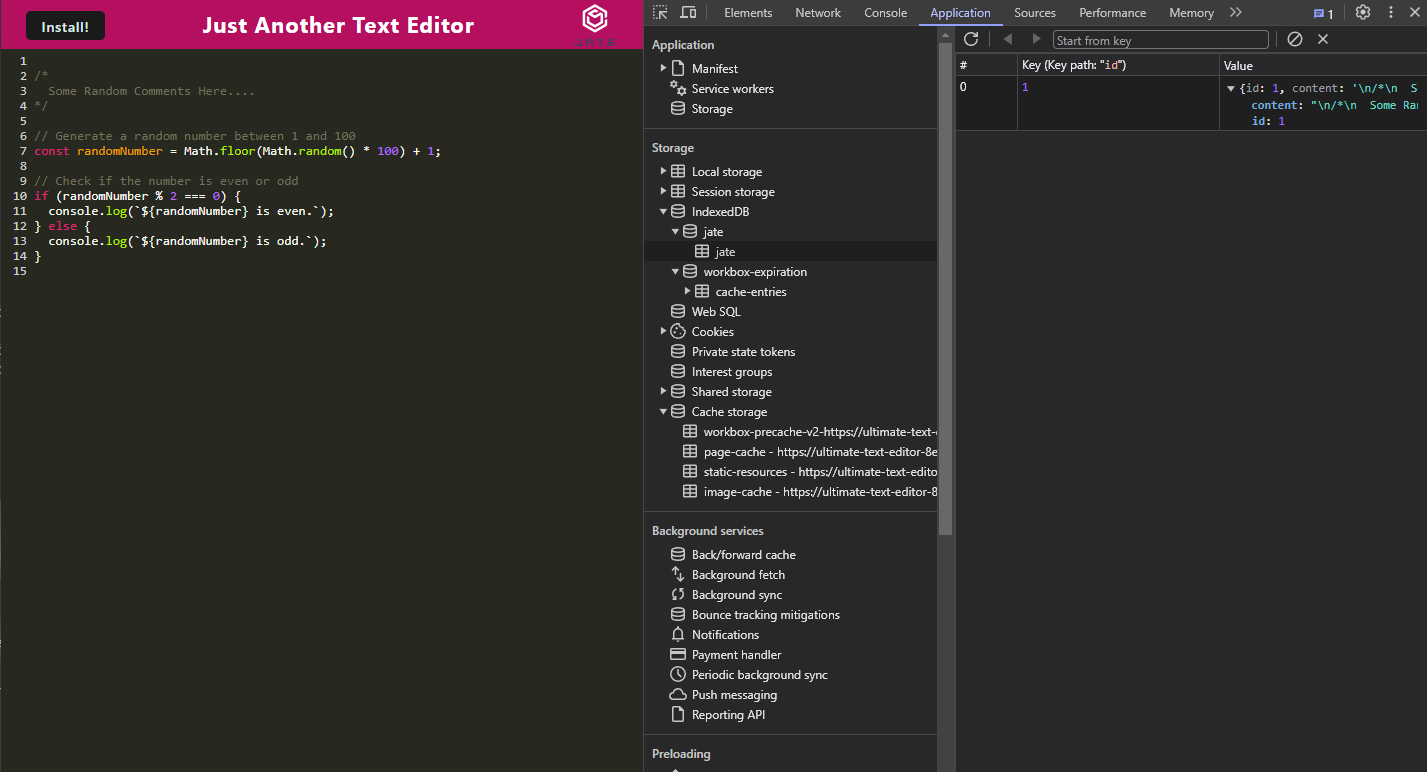 Install!
Just Another Text Editor
JATE
1
2 /*
3   Some Random Comments Here....
4 */
5
6 // Generate a random number between 1 and 100
7 const randomNumber = Math.floor(Math.random() * 100) + 1;
8
9 // Check if the number is even or odd
10 if (randomNumber % 2 === 0) {
11   console.log(`${randomNumber} is even.`);
12 } else {
13   console.log(`${randomNumber} is odd.`);
14 }
15
Elements Network Console Application Sources Performance Memory 1
Application
Manifest
Service workers
Storage
Storage
Local storage
Session storage
IndexedDB
jate
jate
workbox-expiration
cache-entries
Web SQL
Cookies
Private state tokens
Interest groups
Shared storage
Cache storage
workbox-precache-v2-https://ultimate-text-
page-cache - https://ultimate-text-editor-8e
static-resources - https://ultimate-text-edito
image-cache - https://ultimate-text-editor-8
Background services
Back/forward cache
Background fetch
Background sync
Bounce tracking mitigations
Notifications
Payment handler
Periodic background sync
Push messaging
Reporting API
Preloading
Start from key
# Key (Key path: "id") Value
0 1 {id: 1, content: '\n/*\n  S
content: "\n/*\n  Some Ra
id: 1